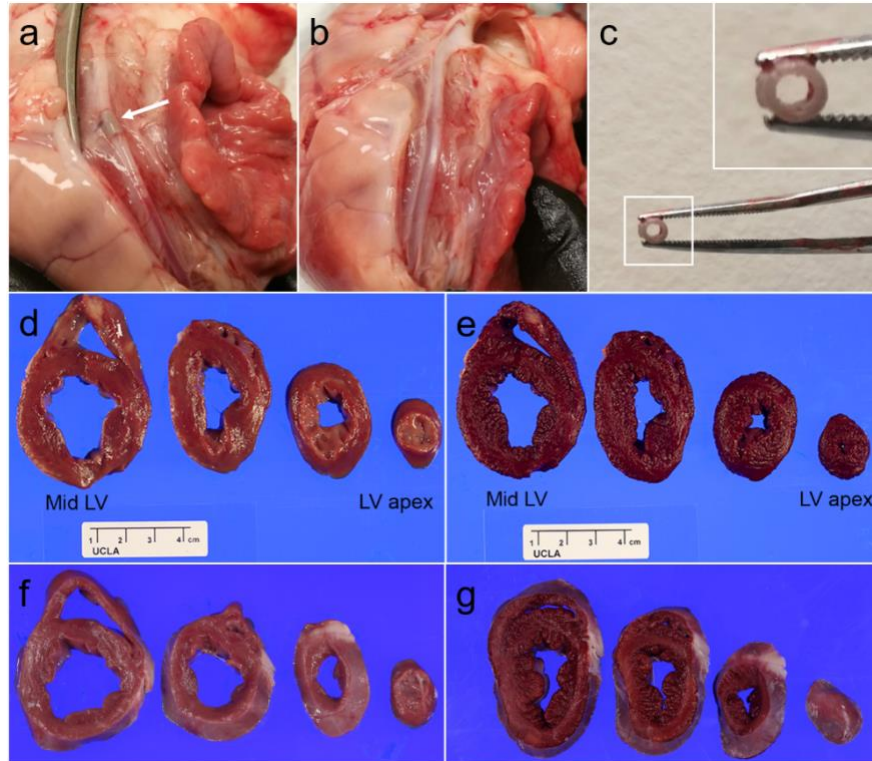 a
b
c
d
Mid LV
LV apex
1 2 3 4 cm
UCLA
e
Mid LV
LV apex
1 2 3 4 cm
UCLA
f
g